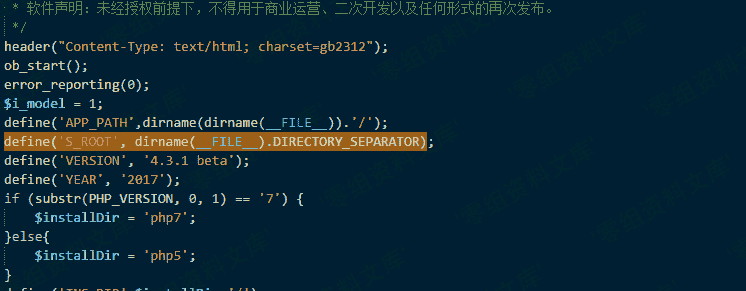 * 软件声明：未经授权前提下，不得用于商业运营、二次开发以及任何形式的再次发布。
*/
header("Content-Type: text/html; charset=gb2312");
ob_start();
error_reporting(0);
$i_model = 1;
define('APP_PATH',dirname(dirname(__FILE__)).'/');
define('S_ROOT', dirname(__FILE__).DIRECTORY_SEPARATOR);
define('VERSION', '4.3.1 beta');
define('YEAR', '2017');
if (substr(PHP_VERSION, 0, 1) == '7') {
$installDir = 'php7';
}else{
$installDir = 'php5';
}